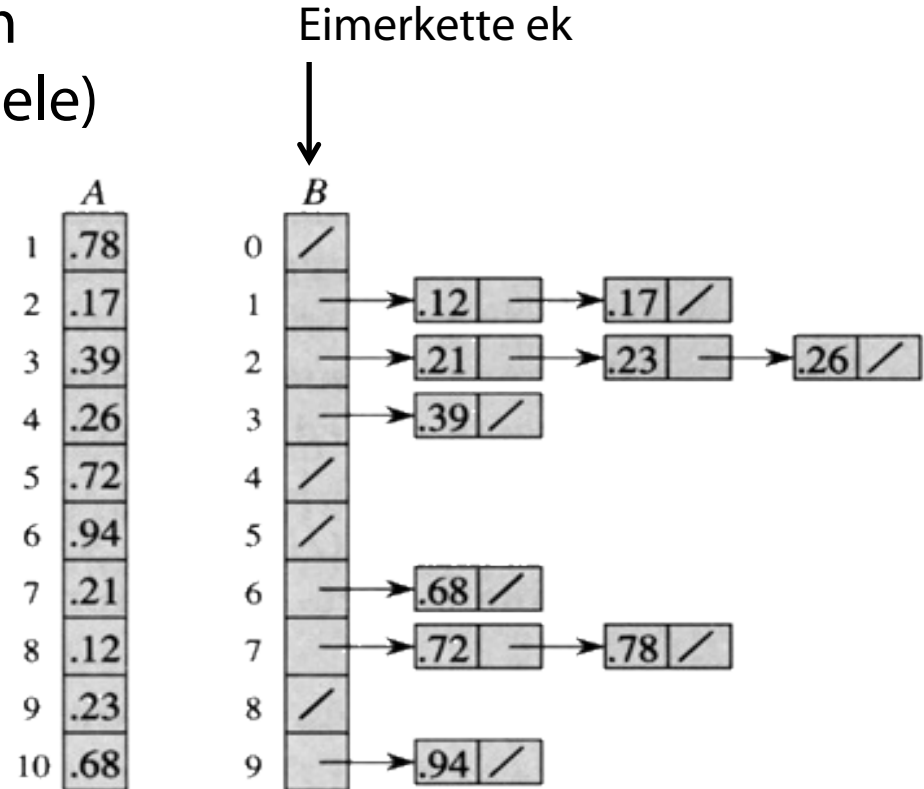 n
Eimerkette ek
ele)
A B
1 .78 0 /
2 .17 1 .12 .17 /
3 .39 2 .21 .23 .26 /
4 .26 3 .39 /
5 .72 4 /
6 .94 5 /
7 .21 6 .68 /
8 .12 7 .72 .78 /
9 .23 8 /
10 .68 9 .94 /